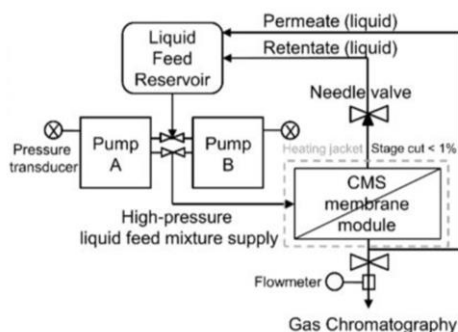 Permeate (liquid)
Liquid
Feed
Reservoir
Retentate (liquid)
Needle valve
Pressure
transducer
Pump
A
Pump
B
Heating jacket
Stage cut < 1%
CMS
membrane
module
High-pressure
liquid feed mixture supply
Flowmeter
Gas Chromatography